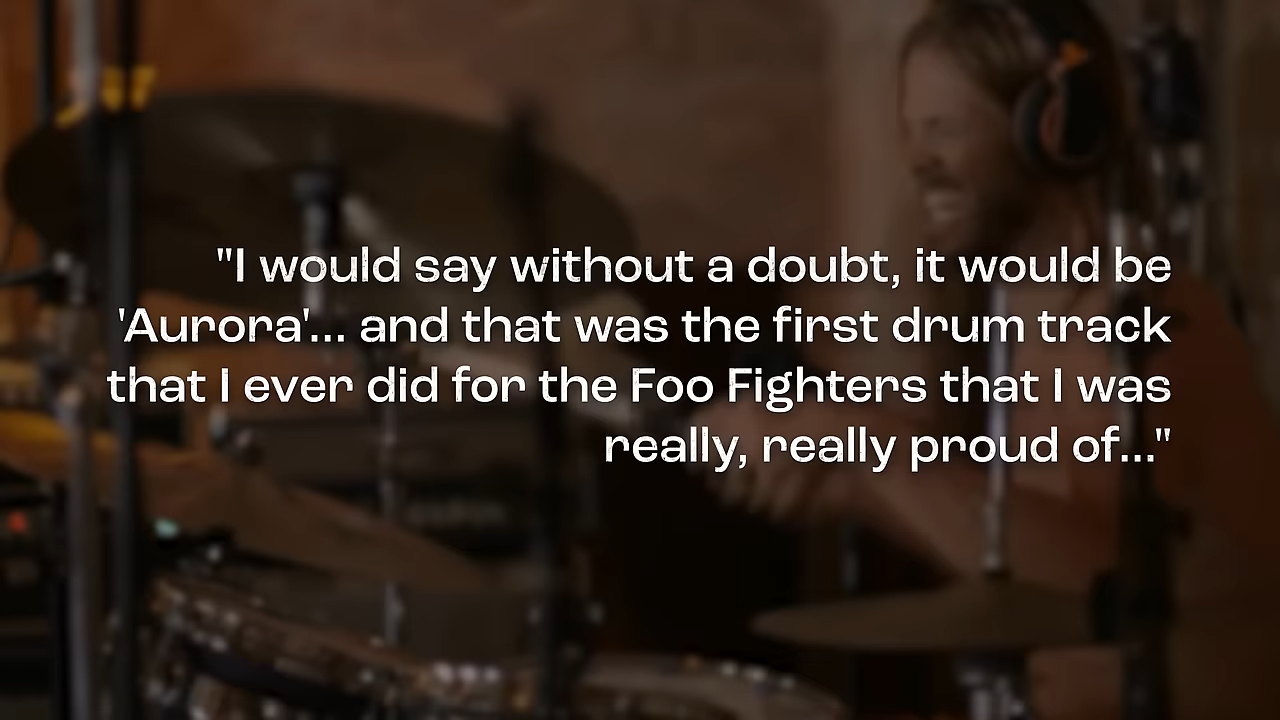 "I would say without a doubt, it would be
'Aurora'... and that was the first drum track
that I ever did for the Foo Fighters that I was
really, really proud of..."